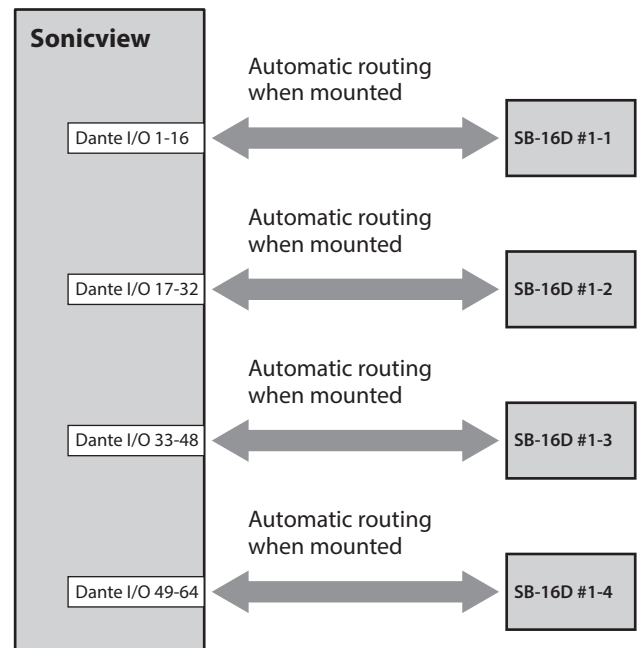 Sonicview
Automatic routing
when mounted
Dante I/O 1-16
SB-16D #1-1
Automatic routing
when mounted
Dante I/O 17-32
SB-16D #1-2
Automatic routing
when mounted
Dante I/O 33-48
SB-16D #1-3
Automatic routing
when mounted
Dante I/O 49-64
SB-16D #1-4